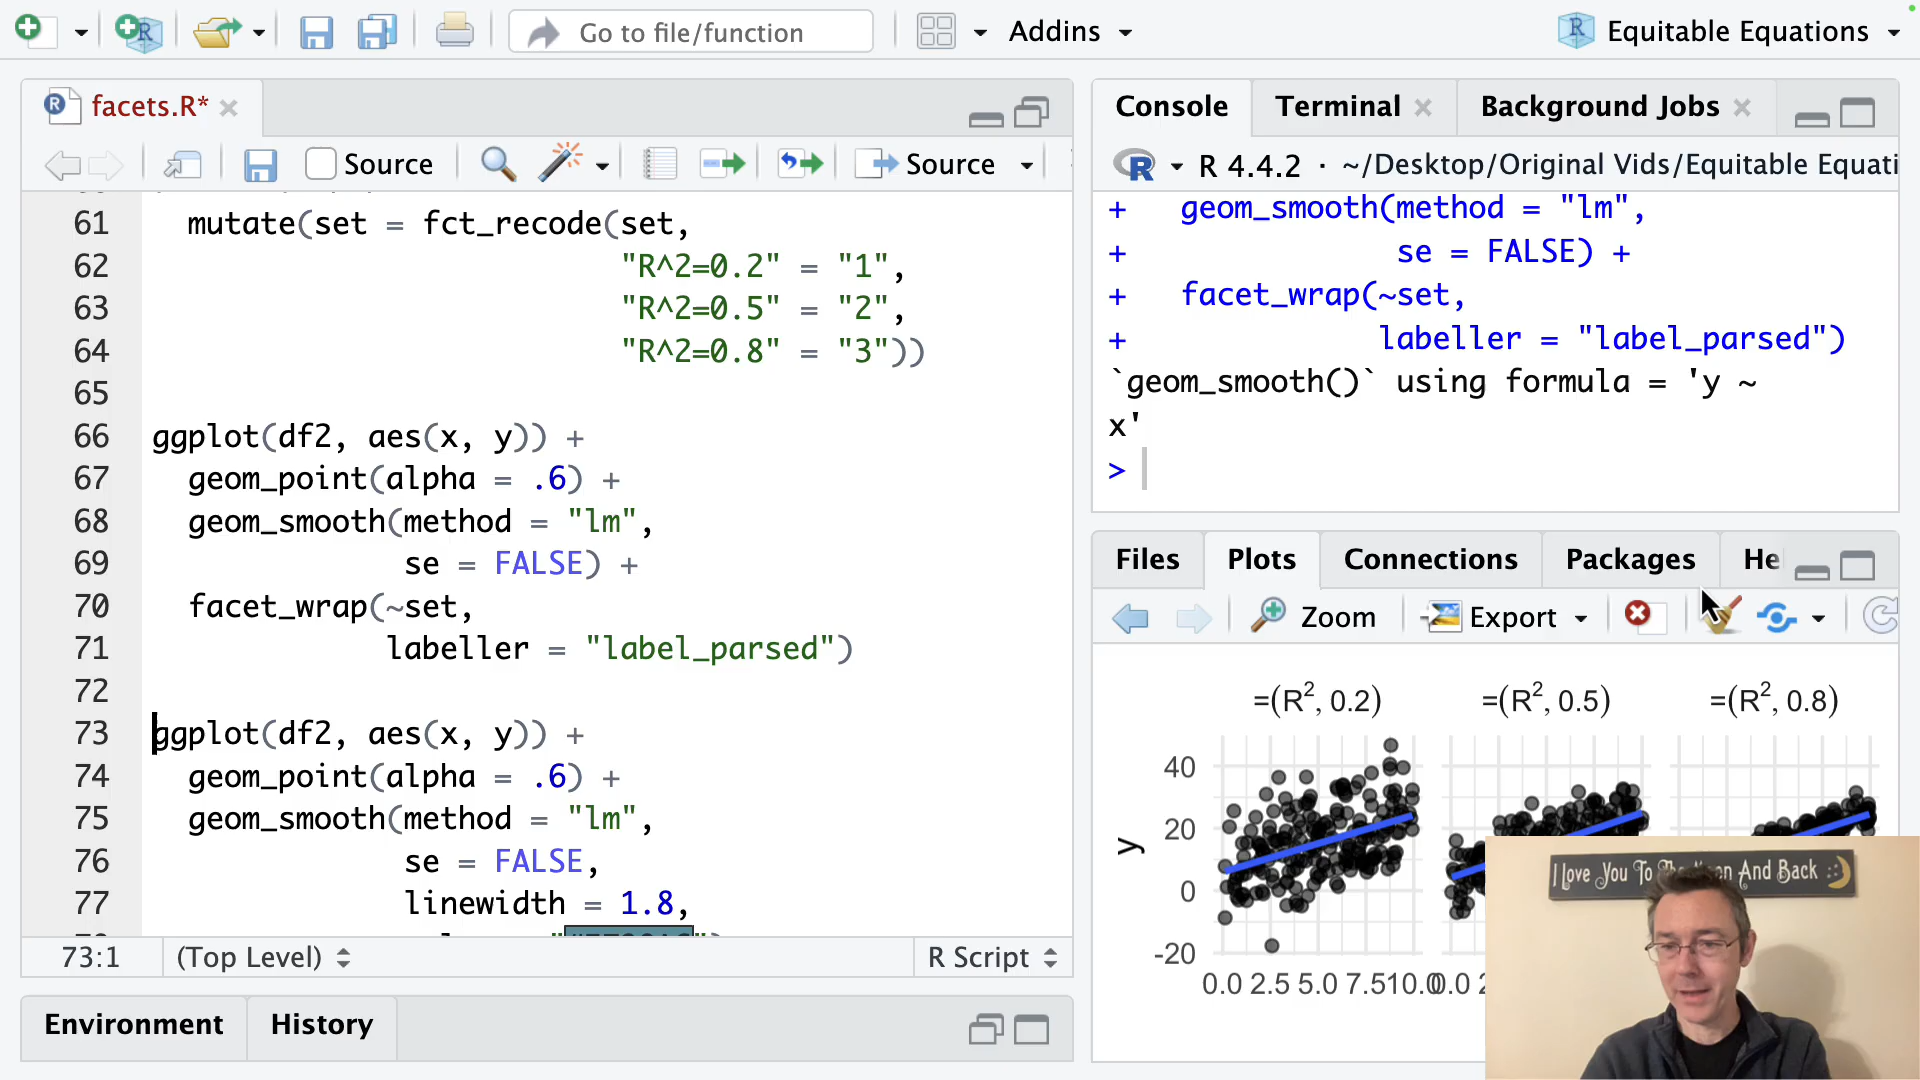 Go to file/function
Addins
Equitable Equations
facets.R*
Source
Source
61 mutate(set = fct_recode(set,
62 "R^2=0.2" = "1",
63 "R^2=0.5" = "2",
64 "R^2=0.8" = "3"))
65
66 ggplot(df2, aes(x, y)) +
67 geom_point(alpha = .6) +
68 geom_smooth(method = "lm",
69 se = FALSE) +
70 facet_wrap(~set,
71 labeller = "label_parsed")
72
73 ggplot(df2, aes(x, y)) +
74 geom_point(alpha = .6) +
75 geom_smooth(method = "lm",
76 se = FALSE,
77 linewidth = 1.8,
73:1 (Top Level) R Script
Environment History
Console Terminal Background Jobs
R 4.4.2 · ~/Desktop/Original Vids/Equitable Equati
+ geom_smooth(method = "lm",
+ se = FALSE) +
+ facet_wrap(~set,
+ labeller = "label_parsed")
`geom_smooth()` using formula = 'y ~
x'
>
Files Plots Connections Packages He
Zoom Export
=(R², 0.2) =(R², 0.5) =(R², 0.8)
40
20
0
-20
y
0.0 2.5 5.0 7.510.00.0 2
I Love You To The Moon And Back